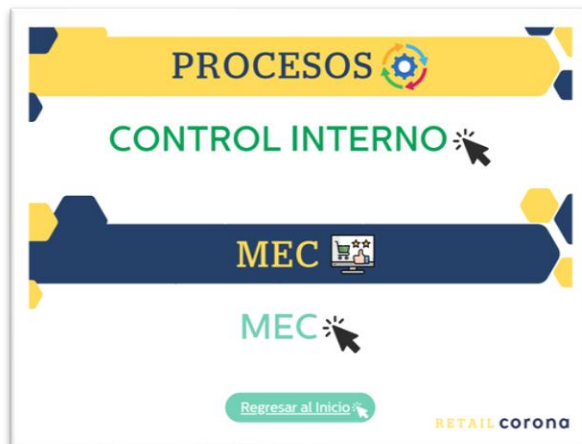 PROCESOS
CONTROL INTERNO
MEC
MEC
Regresar al Inicio
RETAIL corona